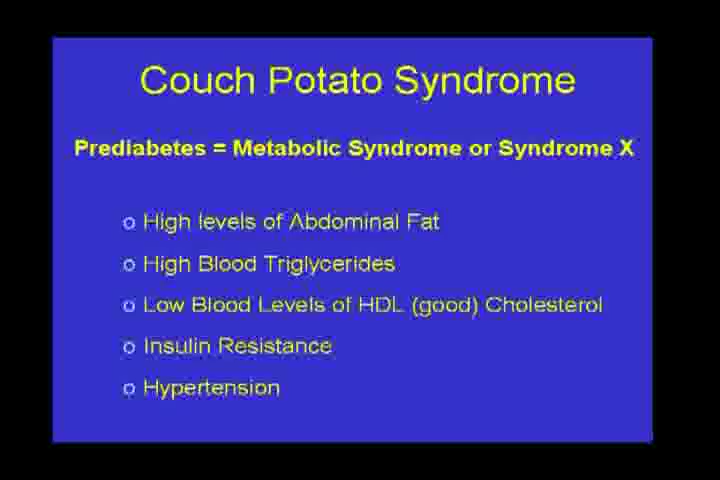 Couch Potato Syndrome
Prediabetes = Metabolic Syndrome or Syndrome X
o High levels of Abdominal Fat
o High Blood Triglycerides
o Low Blood Levels of HDL (good) Cholesterol
o Insulin Resistance
o Hypertension